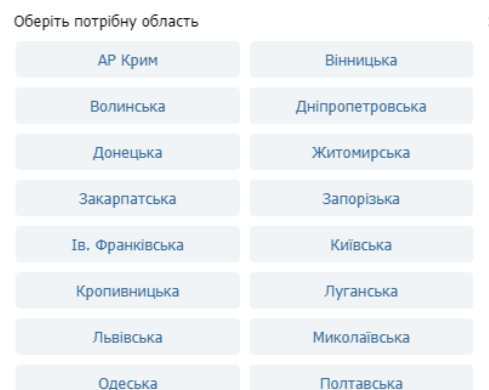 Оберіть потрібну область
АР Крим
Вінницька
Волинська
Дніпропетровська
Донецька
Житомирська
Закарпатська
Запорізька
Ів. Франківська
Київська
Кропивницька
Луганська
Львівська
Миколаївська
Одеська
Полтавська